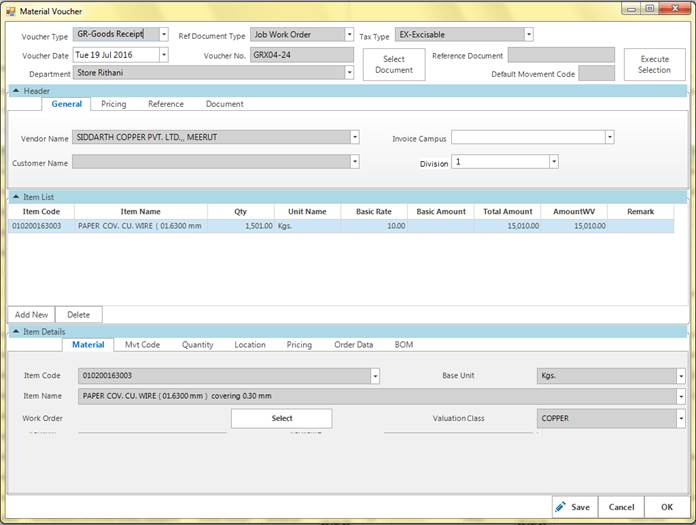 Material Voucher
Voucher Type GR-Goods Receipt Ref Document Type Job Work Order Tax Type EX-Excisable
Voucher Date Tue 19 Jul 2016 Voucher No. GRX04-24 Select Document Reference Document Execute Selection
Department Store Rithani Default Movement Code
Header
General Pricing Reference Document
Vendor Name SIDDARTH COPPER PVT. LTD.,, MEERUT Invoice Campus
Customer Name Division 1
Item List
Item Code Item Name Qty Unit Name Basic Rate Basic Amount Total Amount AmountWV Remark
010200163003 PAPER COV. CU. WIRE ( 01.6300 mm 1,501.00 Kgs. 10.00 15,010.00 15,010.00
Add New Delete
Item Details
Material Mvt Code Quantity Location Pricing Order Data BOM
Item Code 010200163003 Base Unit Kgs.
Item Name PAPER COV. CU. WIRE ( 01.6300 mm ) covering 0.30 mm
Work Order Select Valuation Class COPPER
Save Cancel OK